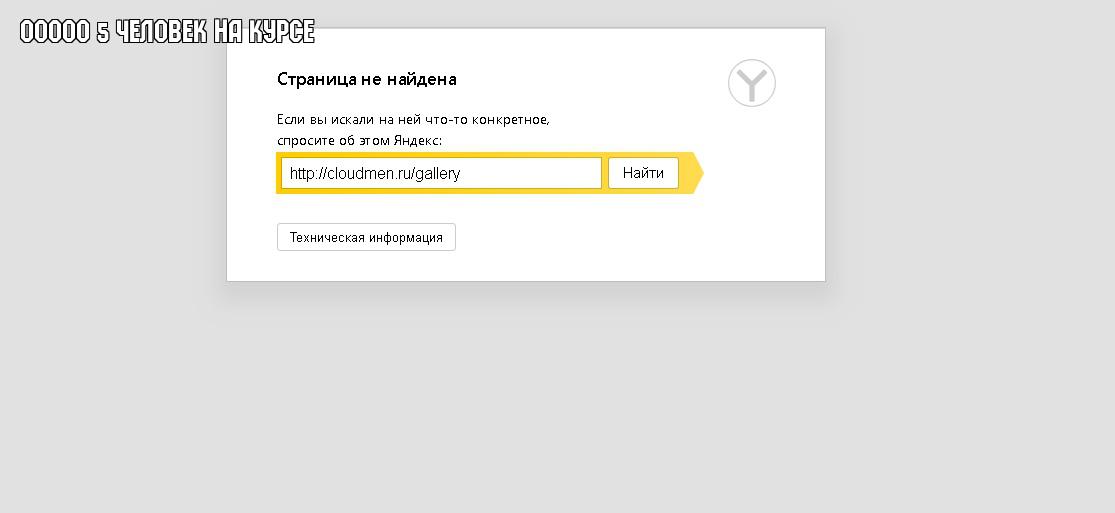 ООООО 5 ЧЕЛОВЕК НА КУРСЕ
Страница не найдена
Если вы искали на ней что-то конкретное,
спросите об этом Яндекс:
http://cloudmen.ru/gallery
Найти
Техническая информация